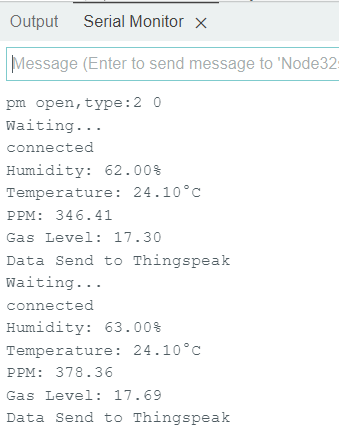 Output Serial Monitor ×
Message (Enter to send message to 'Node32
pm open,type:2 0
Waiting...
connected
Humidity: 62.00%
Temperature: 24.10°C
PPM: 346.41
Gas Level: 17.30
Data Send to Thingspeak
Waiting...
connected
Humidity: 63.00%
Temperature: 24.10°C
PPM: 378.36
Gas Level: 17.69
Data Send to Thingspeak